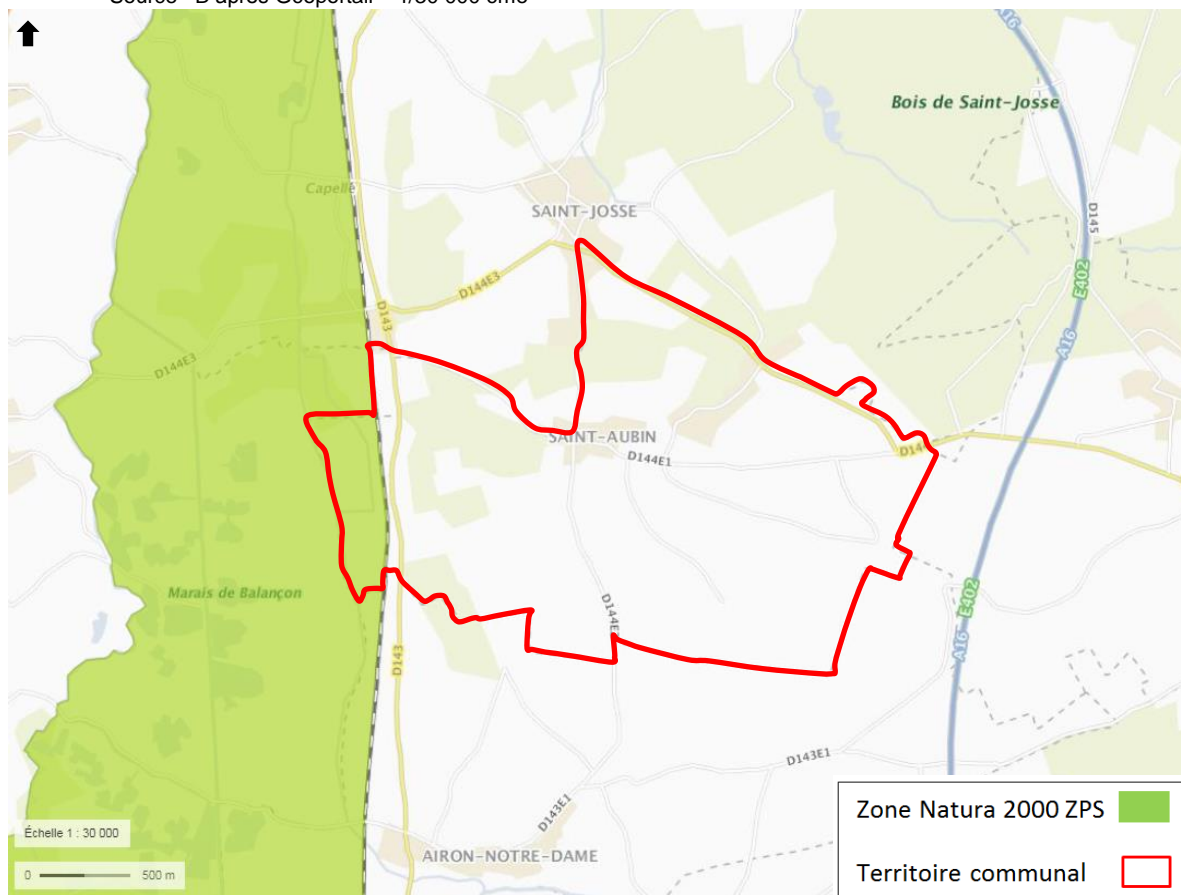 A16
Bois de Saint-Josse
Capelle
SAINT-JOSSE
D145
D144E3
E402
D143
A16
D144E3
SAINT-AUBIN
D144E1
D14
Marais de Balançon
E402
D144E
A16
D143
D143E1
D143E1
Échelle 1 : 30 000
AIRON-NOTRE-DAME
0
500 m
Zone Natura 2000 ZPS
Territoire communal